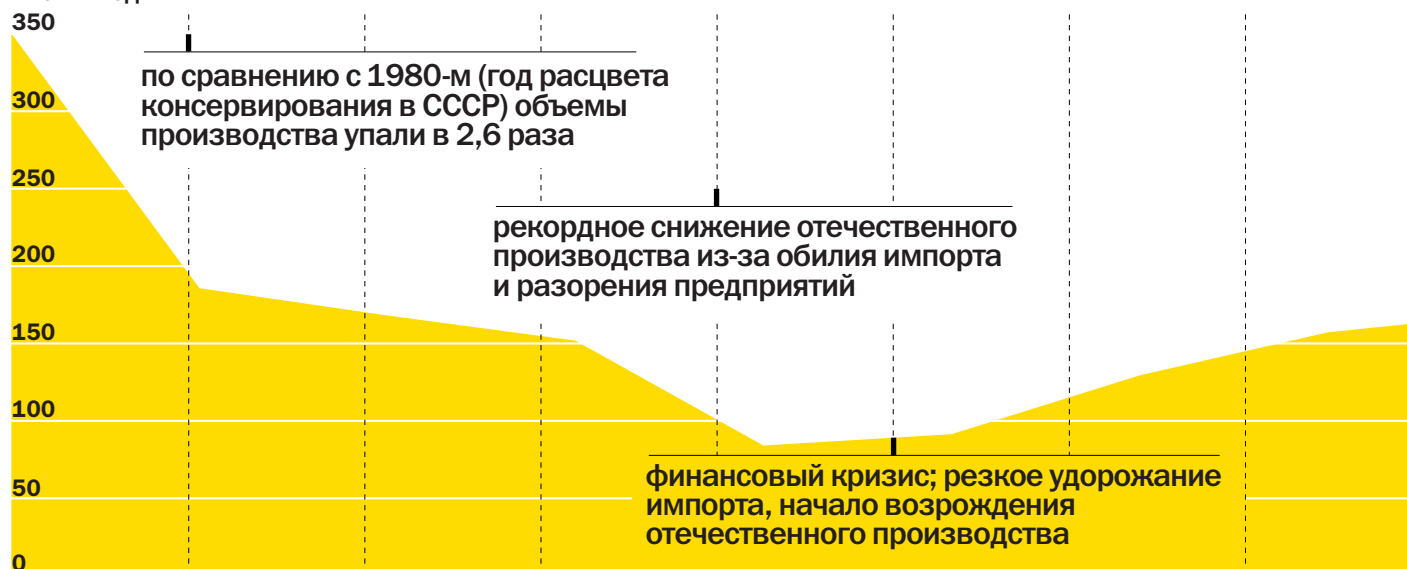 350
по сравнению с 1980-м (год расцвета
консервирования в СССР) объемы
производства упали в 2,6 раза
300
250
рекордное снижение отечественного
производства из-за обилия импорта
и разорения предприятий
200
150
100
финансовый кризис; резкое удорожание
импорта, начало возрождения
отечественного производства
50
0